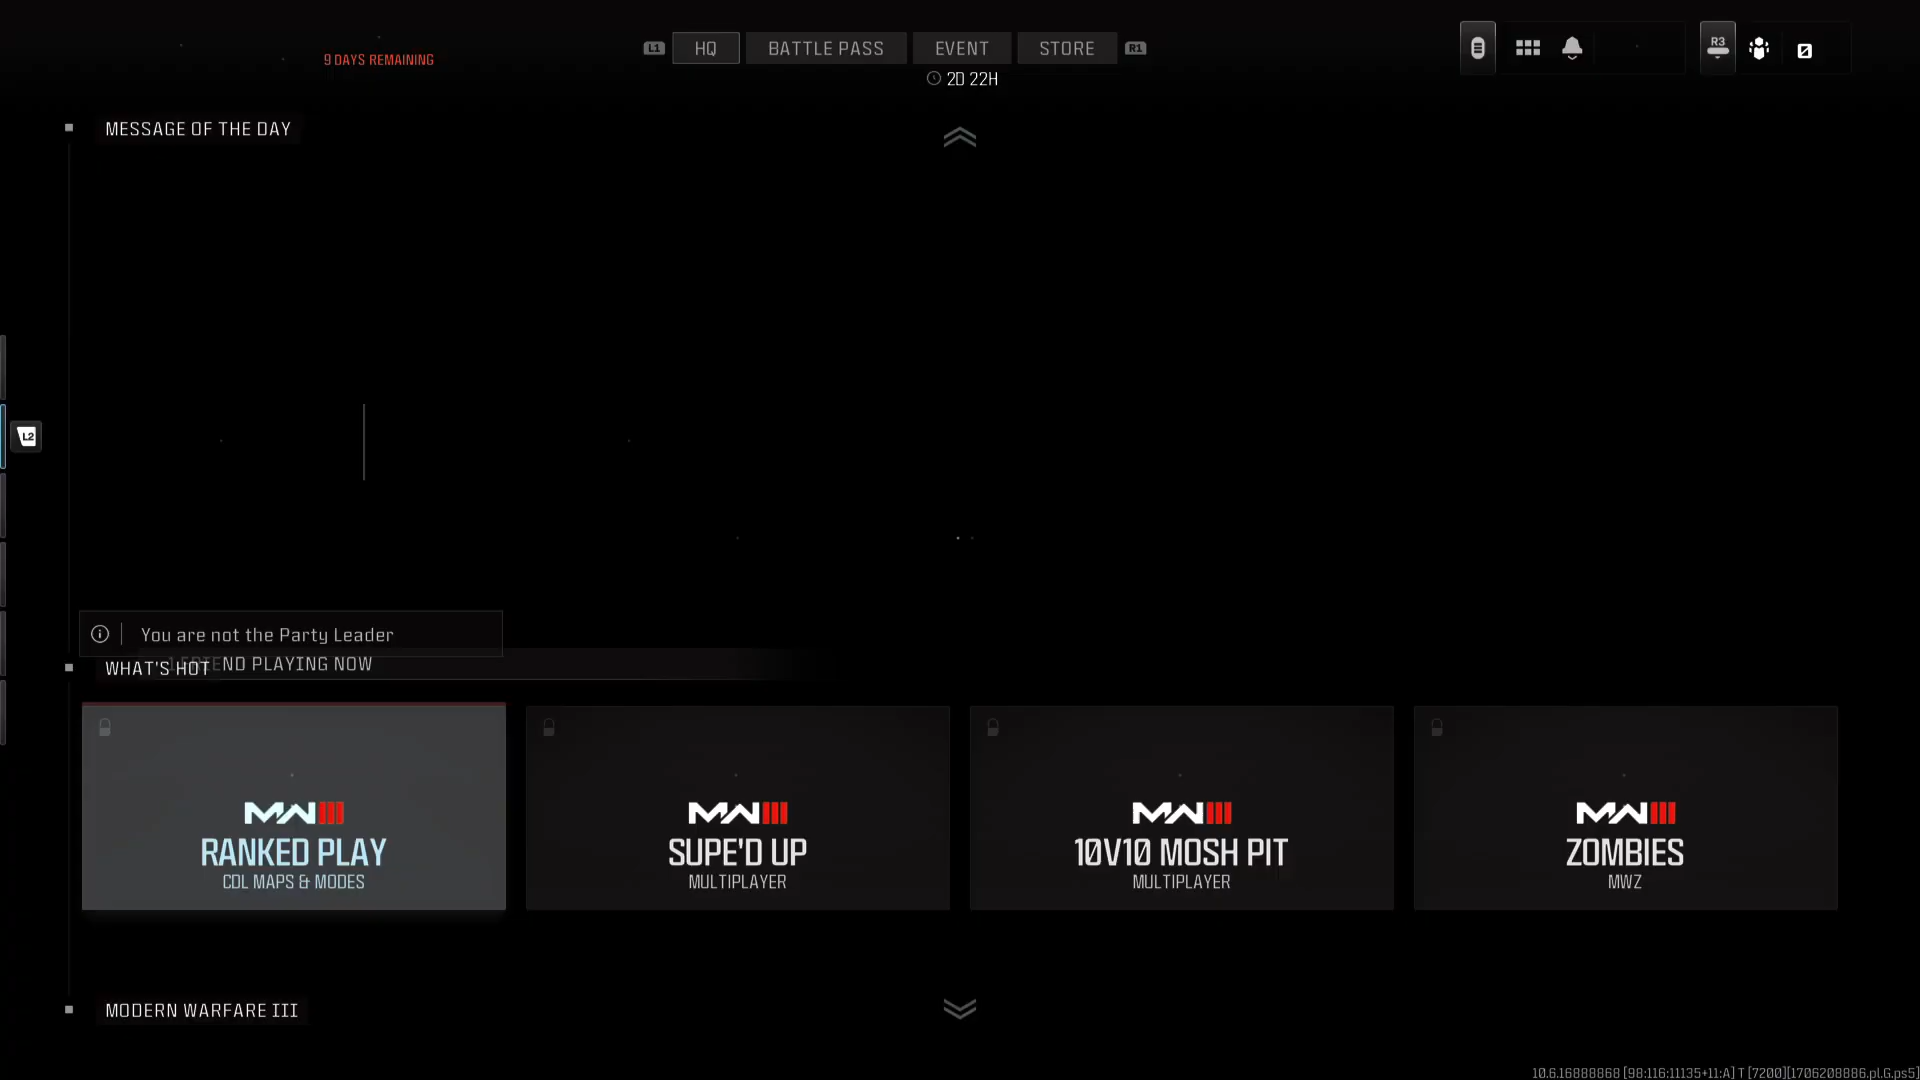 9 DAYS REMAINING
L1 HQ BATTLE PASS EVENT STORE R1
2D 22H
R3
0
MESSAGE OF THE DAY
L2
You are not the Party Leader
WHAT'S HOT
FRIEND PLAYING NOW
MWIII
RANKED PLAY
CDL MAPS & MODES
MWIII
SUPE'D UP
MULTIPLAYER
MWIII
10V10 MOSH PIT
MULTIPLAYER
MWIII
ZOMBIES
MWZ
MODERN WARFARE III
10.6.16888868 [98:116:11135+11:A] T [7200][1706208886.pl.G.ps5]